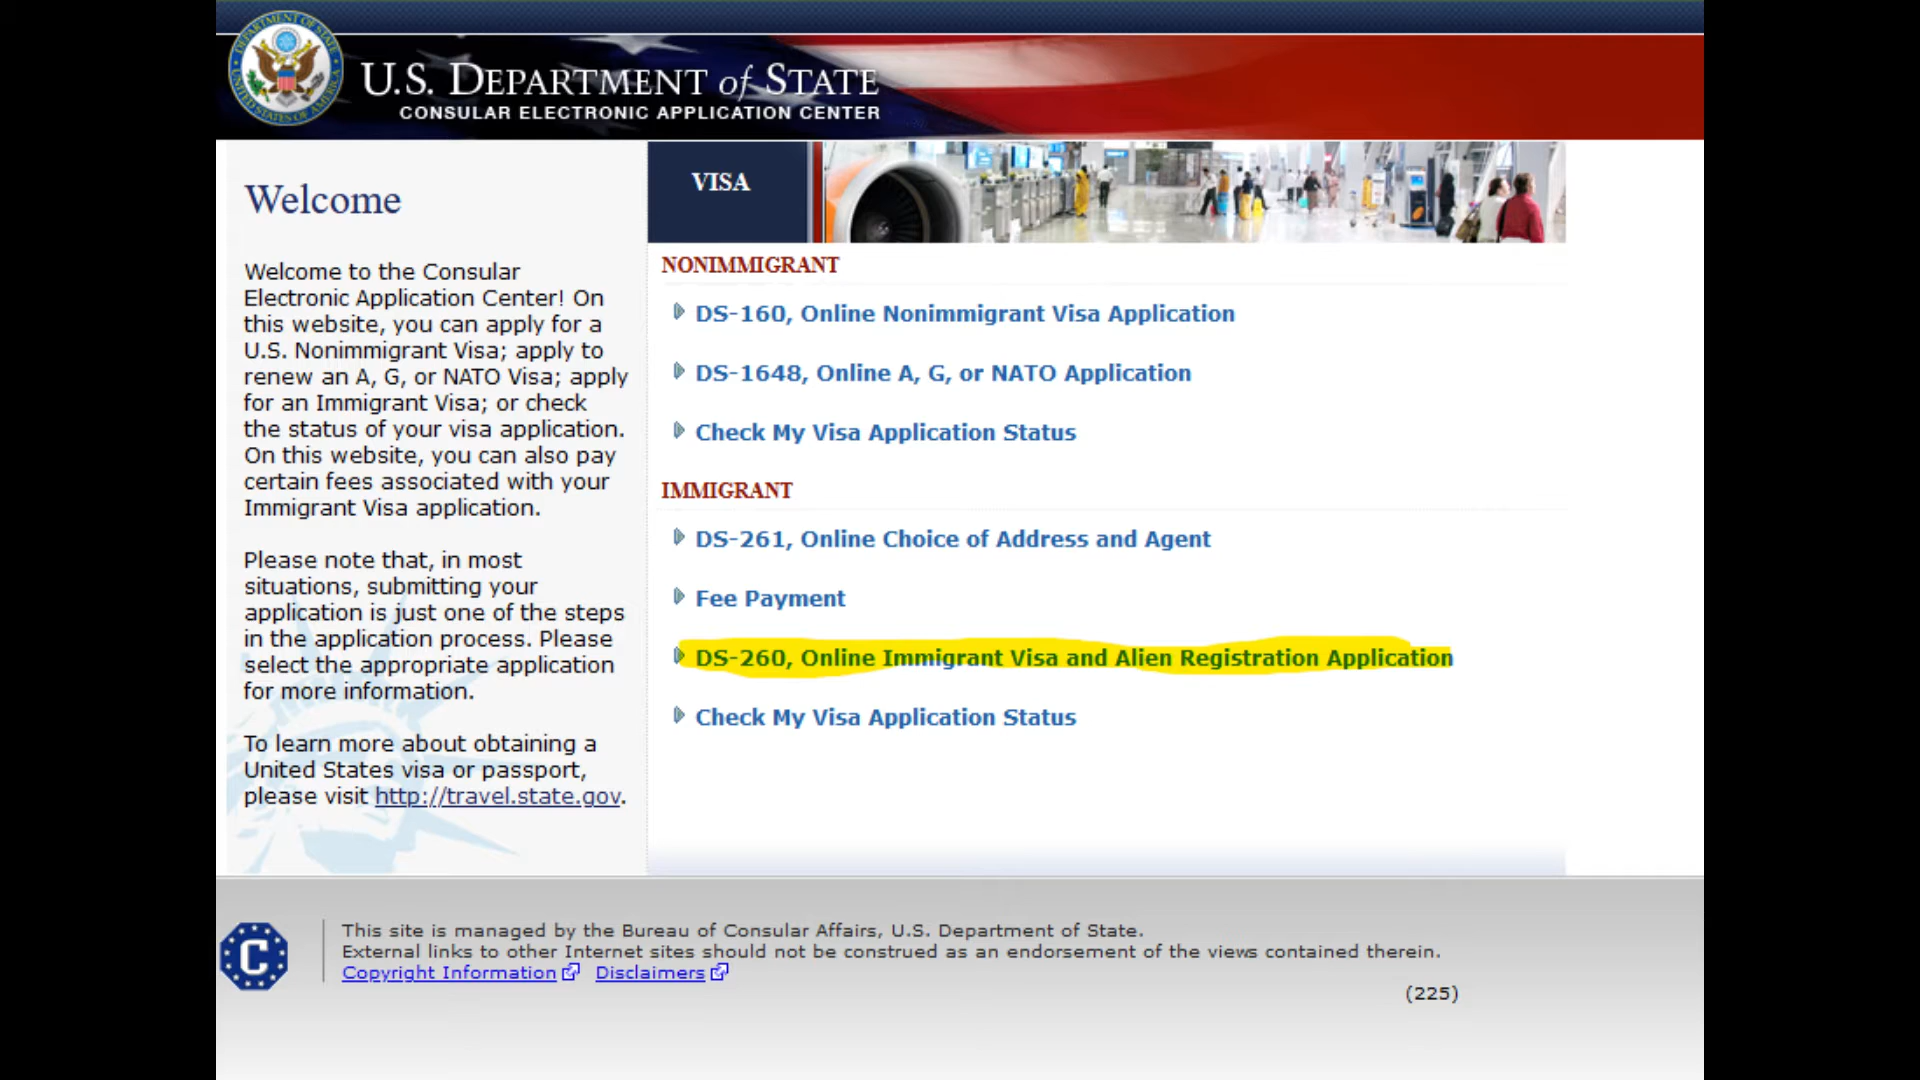 U.S. DEPARTMENT of STATE
CONSULAR ELECTRONIC APPLICATION CENTER
Welcome
Welcome to the Consular
Electronic Application Center! On
this website, you can apply for a
U.S. Nonimmigrant Visa; apply to
renew an A, G, or NATO Visa; apply
for an Immigrant Visa; or check
the status of your visa application.
On this website, you can also pay
certain fees associated with your
Immigrant Visa application.
Please note that, in most
situations, submitting your
application is just one of the steps
in the application process. Please
select the appropriate application
for more information.
To learn more about obtaining a
United States visa or passport,
please visit http://travel.state.gov.
VISA
NONIMMIGRANT
DS-160, Online Nonimmigrant Visa Application
DS-1648, Online A, G, or NATO Application
Check My Visa Application Status
IMMIGRANT
DS-261, Online Choice of Address and Agent
Fee Payment
DS-260, Online Immigrant Visa and Alien Registration Application
Check My Visa Application Status
C
This site is managed by the Bureau of Consular Affairs, U.S. Department of State.
External links to other Internet sites should not be construed as an endorsement of the views contained therein.
Copyright Information Disclaimers
(225)